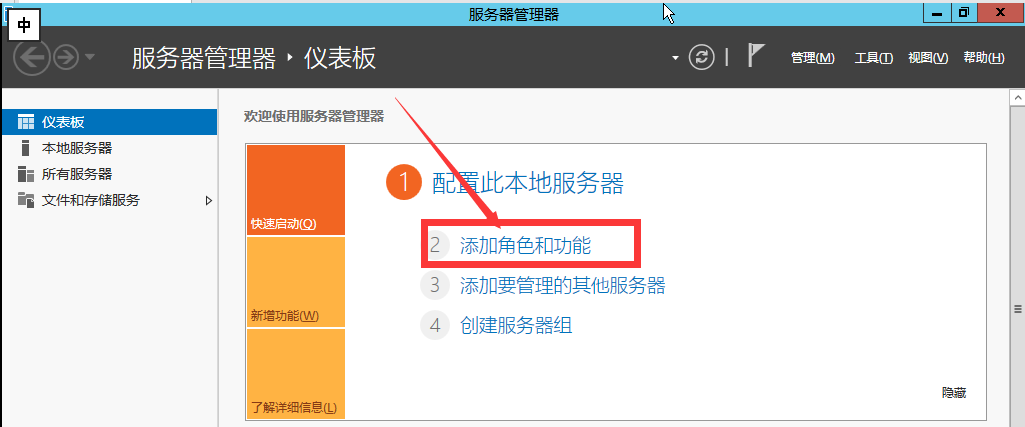 服务器管理器
中
服务器管理器 ‣ 仪表板
管理(M) 工具(T) 视图(V) 帮助(H)
仪表板
本地服务器
所有服务器
文件和存储服务
欢迎使用服务器管理器
快速启动(Q)
新增功能(W)
了解详细信息(L)
1 配置此本地服务器
2 添加角色和功能
3 添加要管理的其他服务器
4 创建服务器组
隐藏